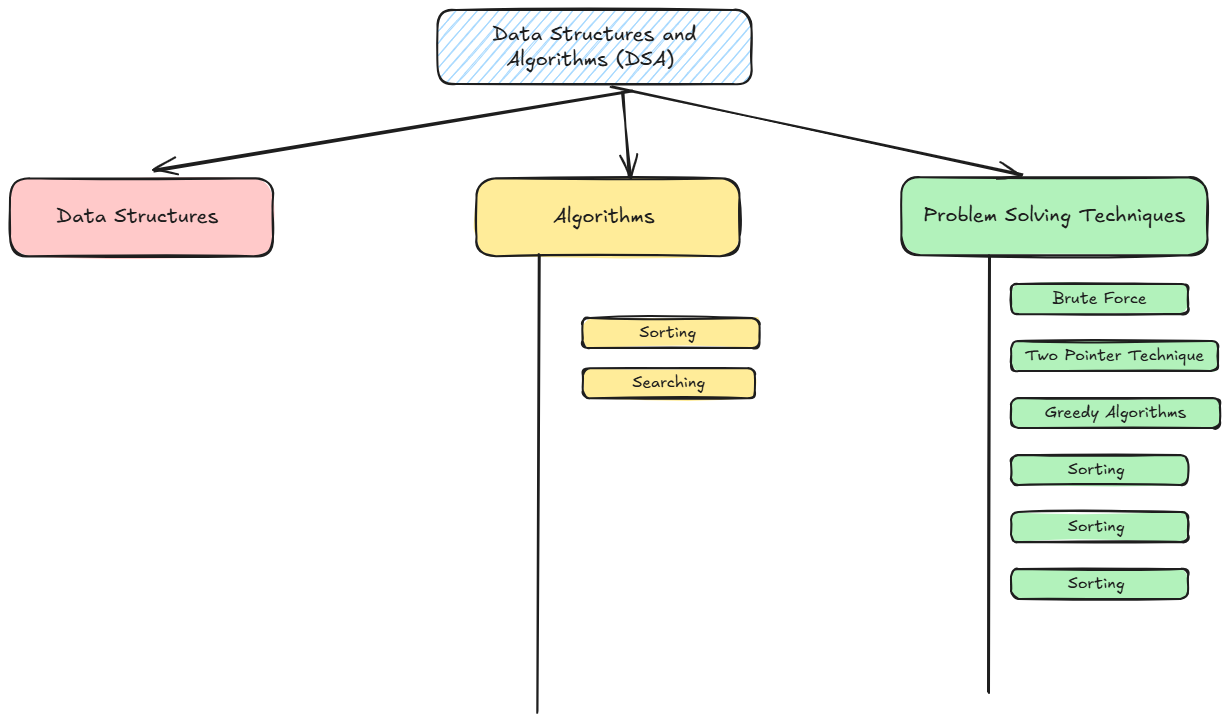 Data Structures and
Algorithms (DSA)
Data Structures
Algorithms
Problem Solving Techniques
Sorting
Searching
Brute Force
Two Pointer Technique
Greedy Algorithms
Sorting
Sorting
Sorting